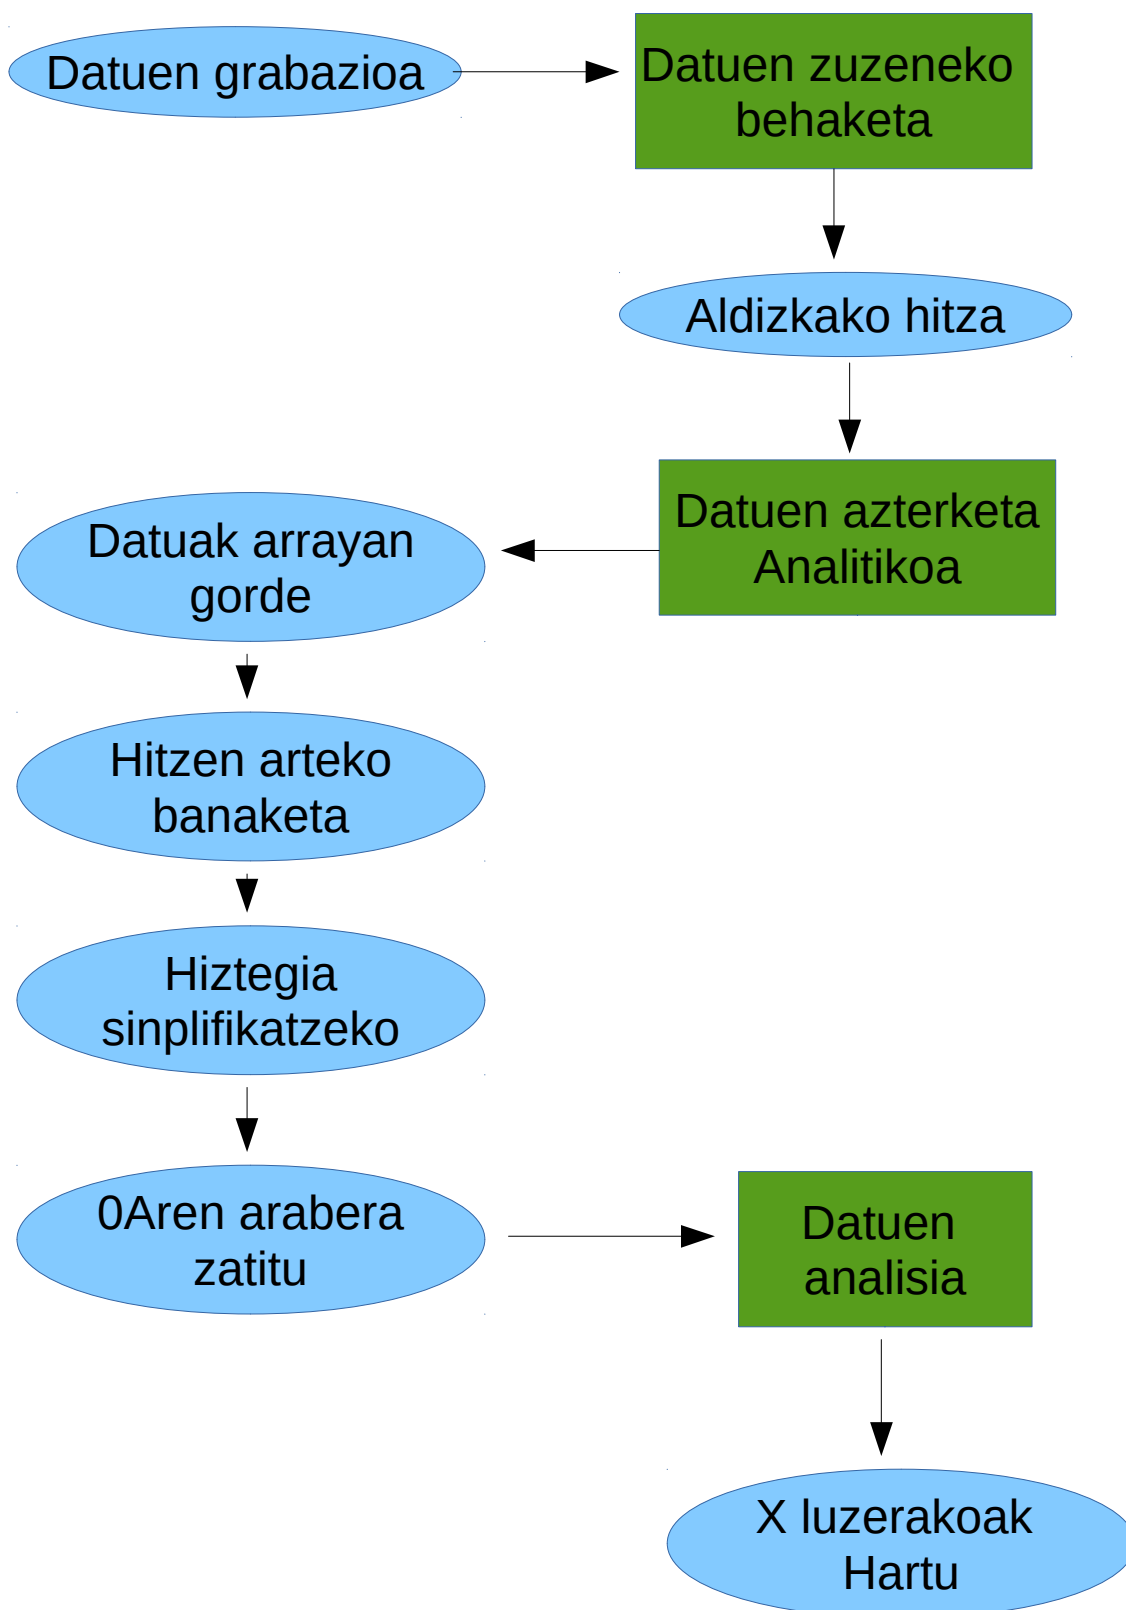 Datuen grabazioa
Datuen zuzeneko
behaketa
Aldizkako hitza
Datuen azterketa
Analitikoa
Datuak arrayan
gorde
Hitzen arteko
banaketa
Hiztegia
sinplifikatzeko
0Aren arabera
zatitu
Datuen
analisia
X luzerakoak
Hartu